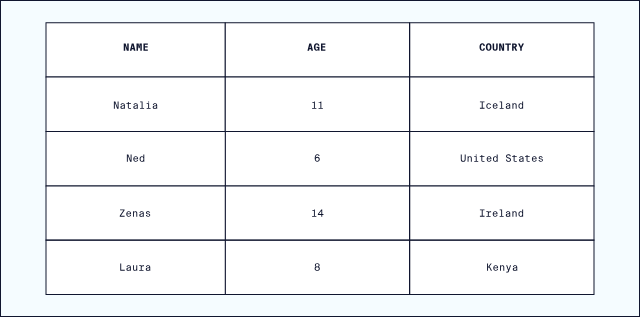 NAME AGE COUNTRY
Natalia 11 Iceland
Ned 6 United States
Zenas 14 Ireland
Laura 8 Kenya